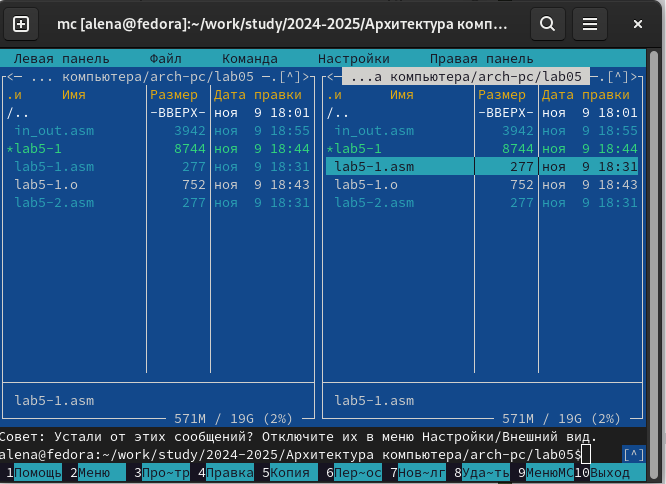 mc [alena@fedora]:~/work/study/2024-2025/Архитектура комп...
Левая панель Файл Команда Настройки Правая панель
<─ ... компьютера/arch-pc/lab05 ─.[^]> <─ ...а компьютера/arch-pc/lab05 ─.[^]>
.и Имя Размер Дата правки .и Имя Размер Дата правки
/.. -ВВЕРХ- ноя 9 18:01 /.. -ВВЕРХ- ноя 9 18:01
in_out.asm 3942 ноя 9 18:55 in_out.asm 3942 ноя 9 18:55
*lab5-1 8744 ноя 9 18:44 *lab5-1 8744 ноя 9 18:44
lab5-1.asm 277 ноя 9 18:31 lab5-1.asm 277 ноя 9 18:31
lab5-1.o 752 ноя 9 18:43 lab5-1.o 752 ноя 9 18:43
lab5-2.asm 277 ноя 9 18:31 lab5-2.asm 277 ноя 9 18:31
lab5-1.asm lab5-1.asm
571M / 19G (2%) 571M / 19G (2%)
Совет: Устали от этих сообщений? Отключите их в меню Настройки/Внешний вид.
alena@fedora:~/work/study/2024-2025/Архитектура компьютера/arch-pc/lab05$ [^]
1Помощь 2Меню 3Про~тр 4Правка 5Копия 6Пер~ос 7Нов~лг 8Уда~ть 9МенюMC 10Выход